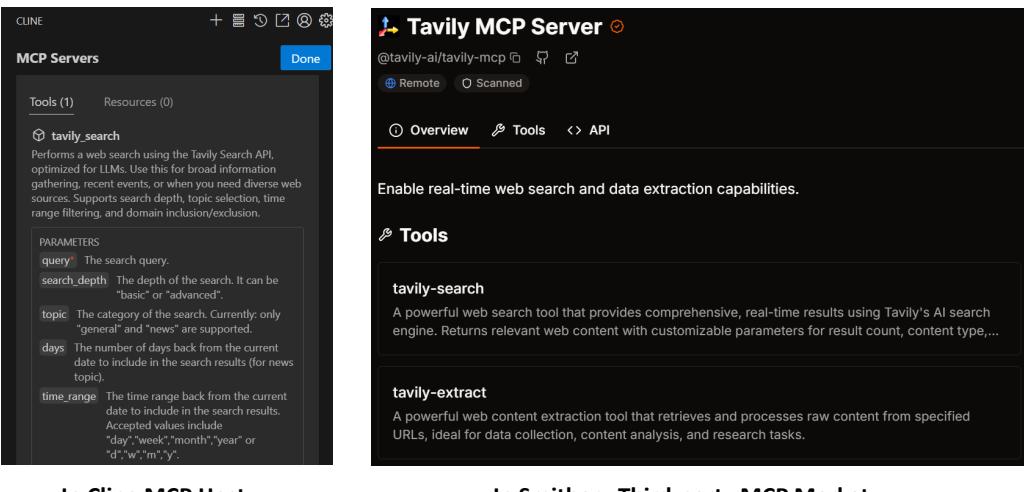 CLINE
MCP Servers
Done
Tools (1) Resources (0)
tavily_search
Performs a web search using the Tavily Search API,
optimized for LLMs. Use this for broad information
gathering, recent events, or when you need diverse web
sources. Supports search depth, topic selection, time
range filtering, and domain inclusion/exclusion.
PARAMETERS
query* The search query.
search_depth The depth of the search. It can be
"basic" or "advanced".
topic The category of the search. Currently: only
"general" and "news" are supported.
days The number of days back from the current
date to include in the search results (for news
topic).
time_range The time range back from the current
date to include in the search results.
Accepted values include
"day","week","month","year" or
"d","w","m","y".
Tavily MCP Server
@tavily-ai/tavily-mcp
Remote Scanned
Overview Tools <> API
Enable real-time web search and data extraction capabilities.
Tools
tavily-search
A powerful web search tool that provides comprehensive, real-time results using Tavily's AI search
engine. Returns relevant web content with customizable parameters for result count, content type,...
tavily-extract
A powerful web content extraction tool that retrieves and processes raw content from specified
URLs, ideal for data collection, content analysis, and research tasks.